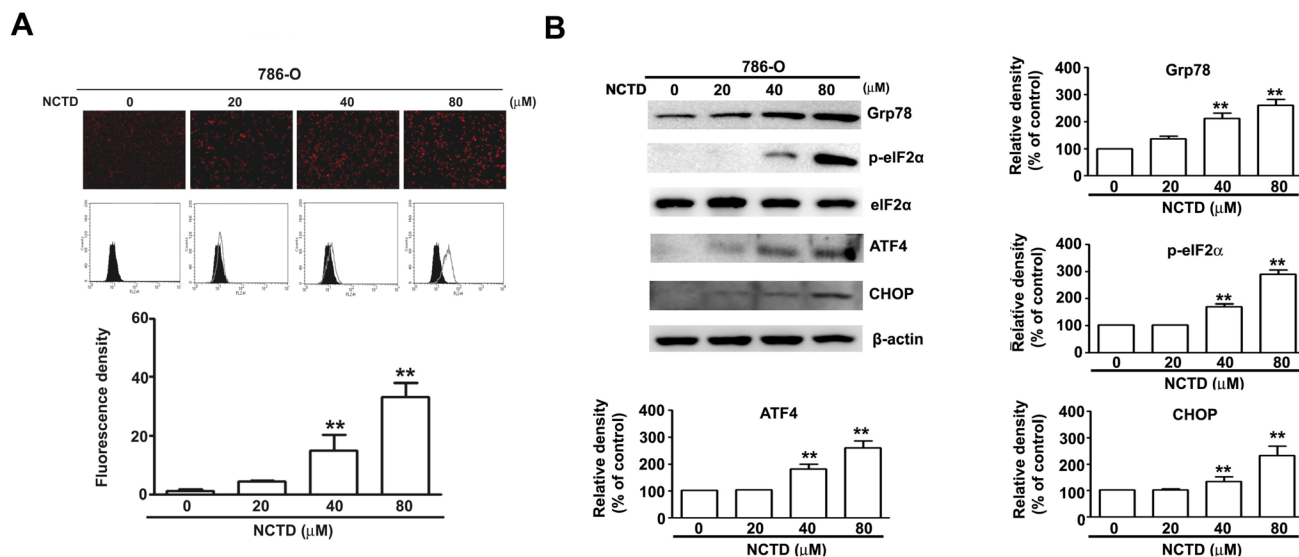 A
786-O
NCTD 0 20 40 80 (μM)
Fluorescence density
60
40
20
0
**
**
0 20 40 80
NCTD (μM)
B
786-O
NCTD 0 20 40 80 (μM)
Grp78
p-eIF2α
eIF2α
ATF4
CHOP
β-actin
ATF4
Relative density
(% of control)
400
300
200
100
0
**
**
0 20 40 80
NCTD (μM)
Grp78
Relative density
(% of control)
400
300
200
100
0
**
**
0 20 40 80
NCTD (μM)
p-eIF2α
Relative density
(% of control)
400
300
200
100
0
**
**
0 20 40 80
NCTD (μM)
CHOP
Relative density
(% of control)
400
300
200
100
0
**
**
0 20 40 80
NCTD (μM)